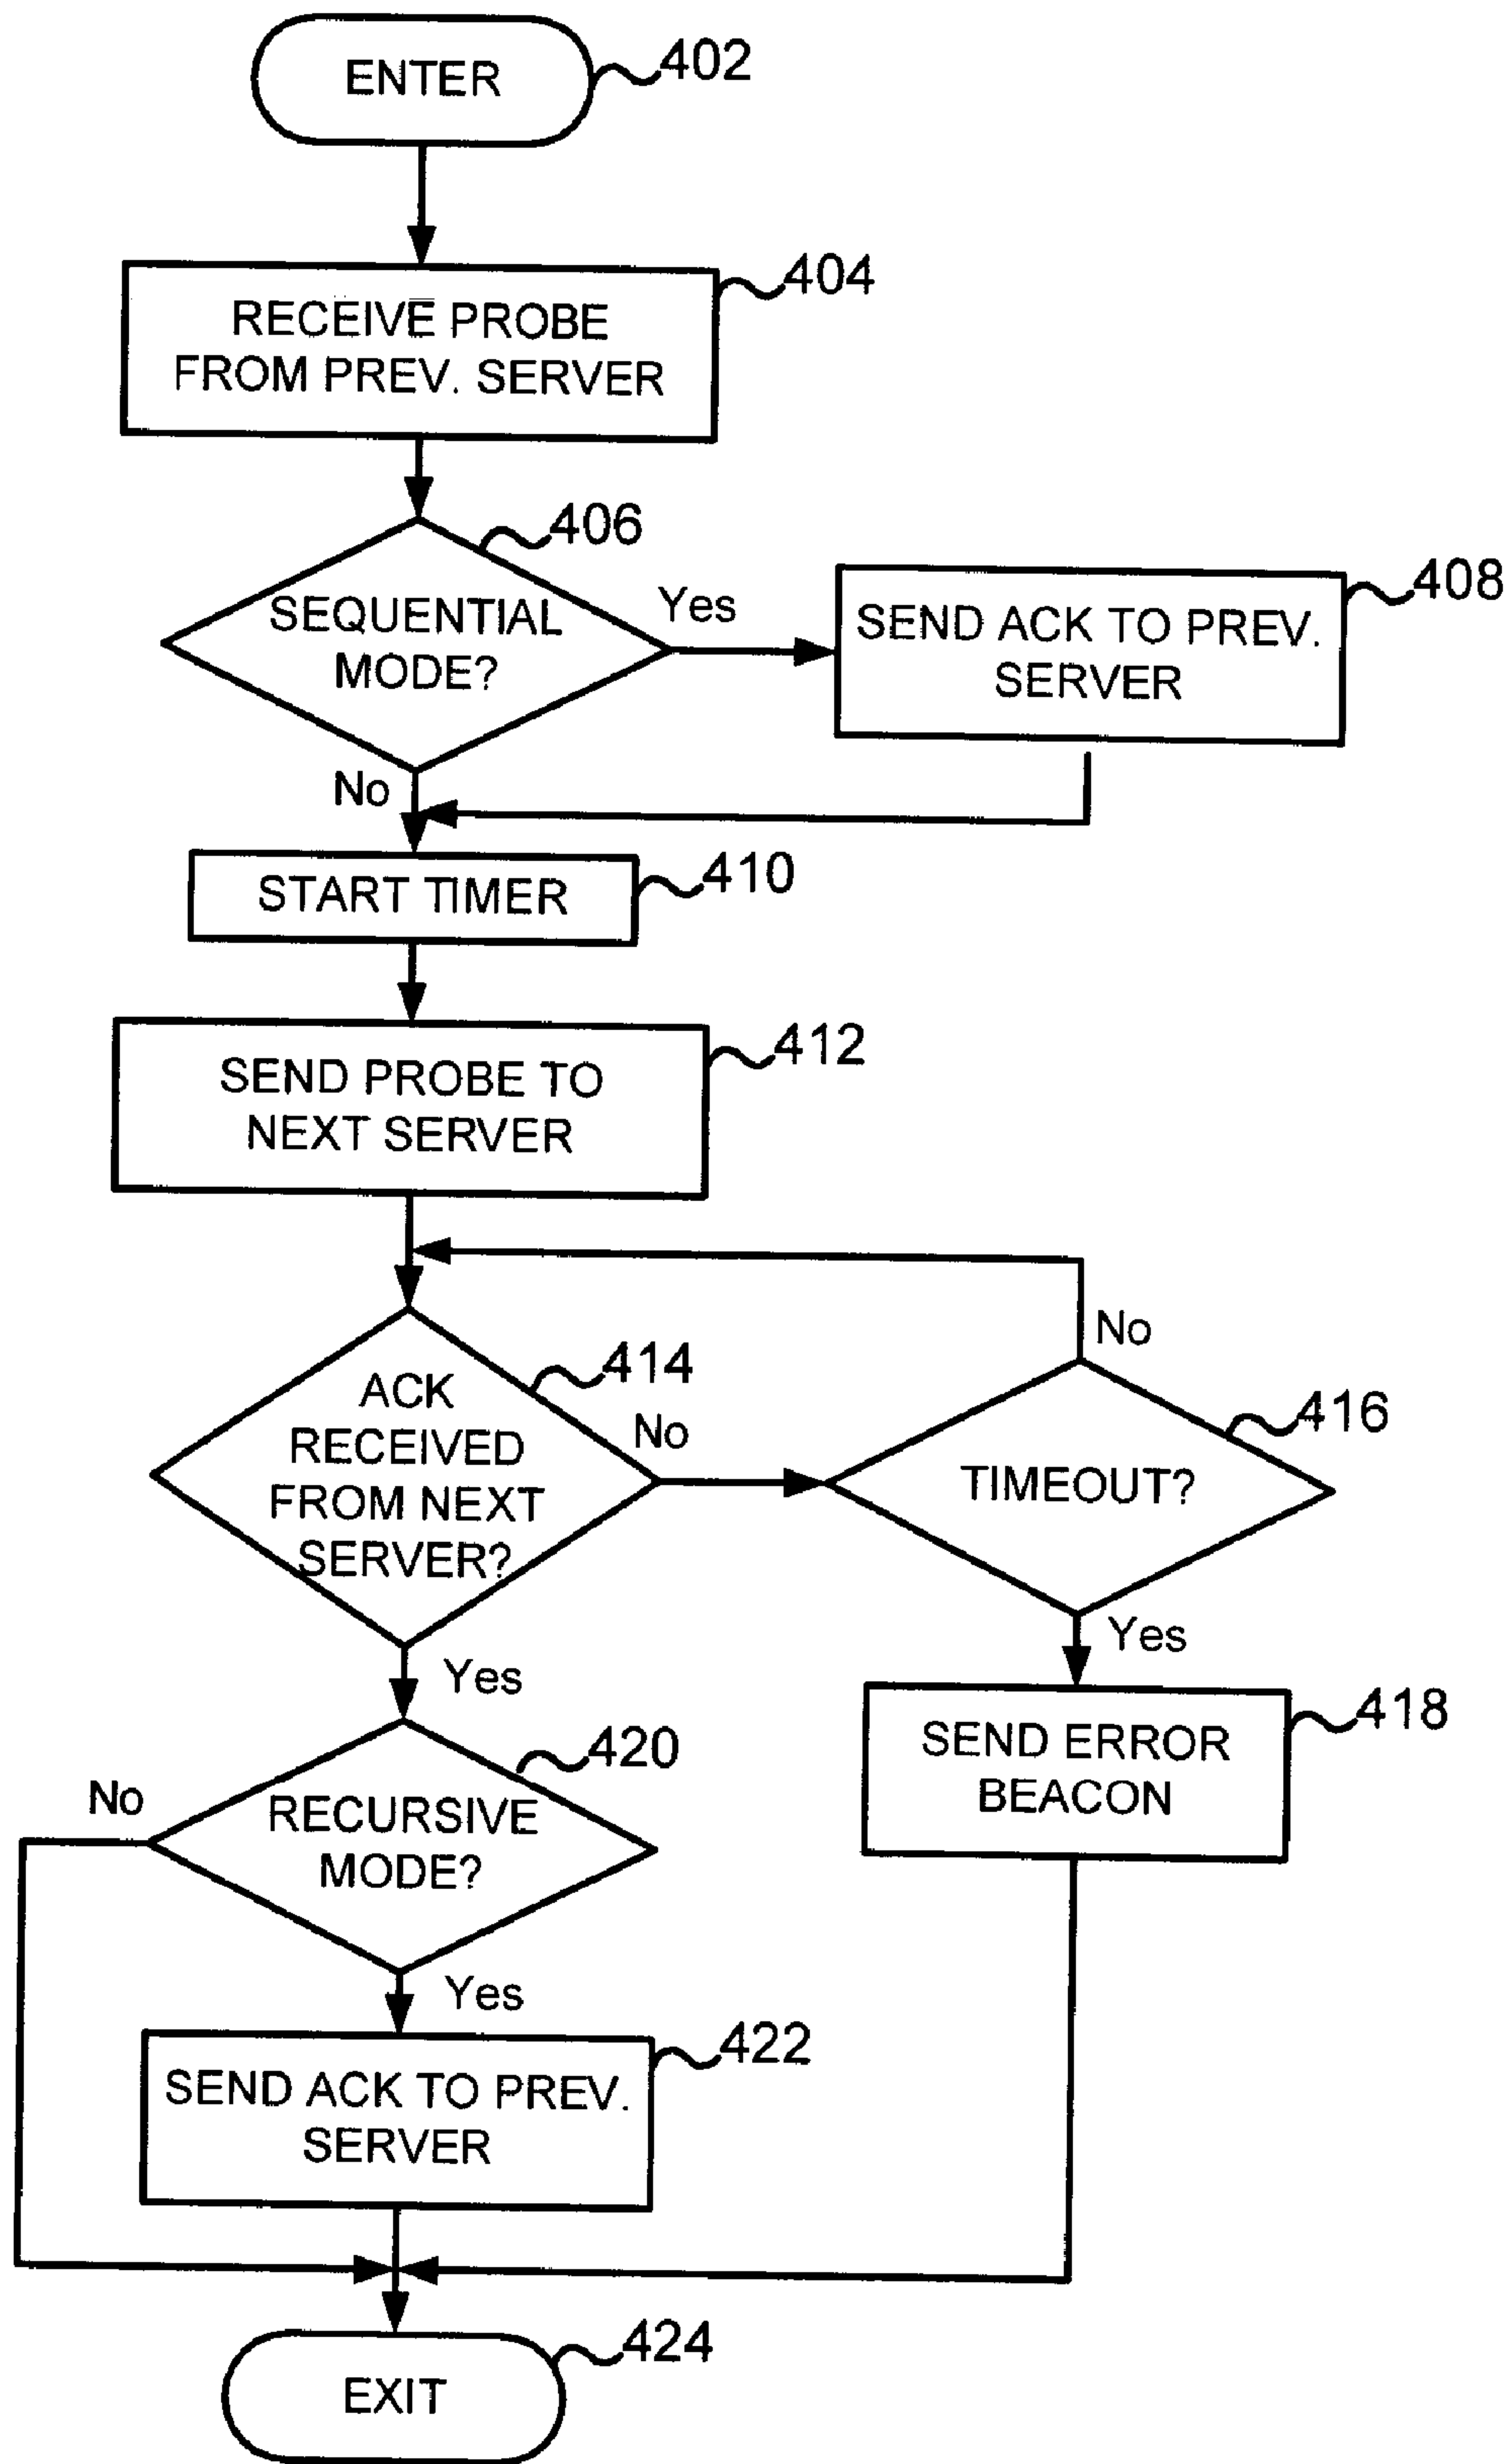 ENTER
402
RECEIVE PROBE
FROM PREV. SERVER
404
406
SEQUENTIAL
MODE?
Yes
No
SEND ACK TO PREV.
SERVER
408
START TIMER
410
SEND PROBE TO
NEXT SERVER
412
ACK
RECEIVED
FROM NEXT
SERVER?
414
No
Yes
TIMEOUT?
416
No
Yes
SEND ERROR
BEACON
418
RECURSIVE
MODE?
420
No
Yes
SEND ACK TO PREV.
SERVER
422
EXIT
424